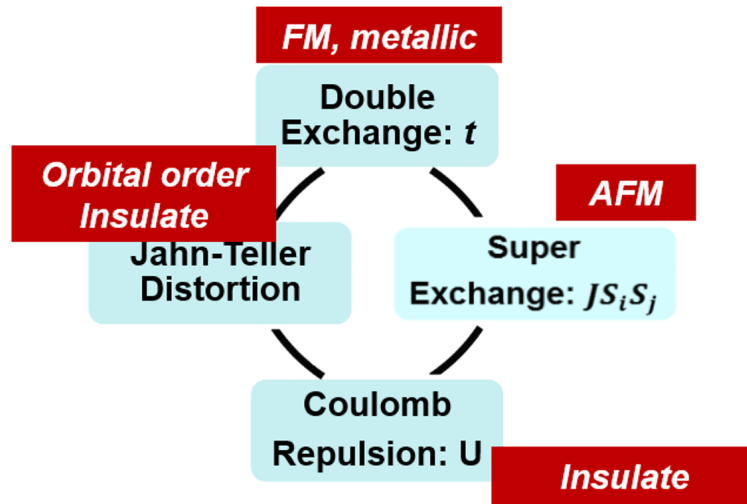 FM, metallic
Double
Exchange: t
Orbital order
Insulate
Jahn-Teller
Distortion
AFM
Super
Exchange: JSᵢSⱼ
Coulomb
Repulsion: U
Insulate